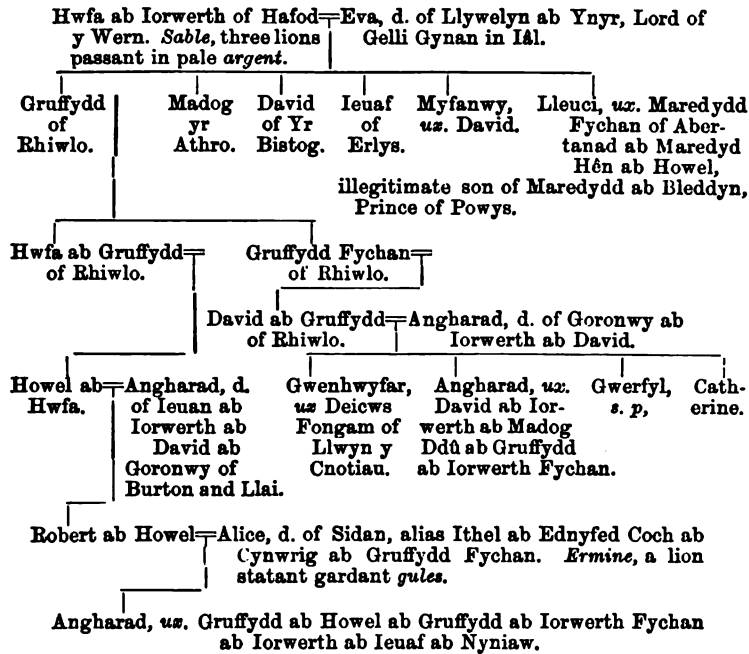 Hwfa ab Iorwerth of Hafod=Eva, d. of Llywelyn ab Ynyr, Lord of
y Wern. Sable, three lions Gelli Gynan in Iâl.
passant in pale argent.
Gruffydd Madog David Ieuaf Myfanwy, Lleuci, ux. Maredydd
of yr of Yr of ux. David. Fychan of Aber-
Rhiwlo. Athro. Bistog. Erlys. tanad ab Maredyd
Hên ab Howel,
illegitimate son of Maredydd ab Bleddyn,
Prince of Powys.
Hwfa ab Gruffydd= Gruffydd Fychan=
of Rhiwlo. of Rhiwlo.
David ab Gruffydd=Angharad, d. of Goronwy ab
of Rhiwlo. Iorwerth ab David.
Howel ab=Angharad, d. Gwenhwyfar, Angharad, ux. Gwerfyl, Cath-
Hwfa. of Ieuan ab ux Deicws David ab Ior- s. p, erine.
Iorwerth ab Fongam of werth ab Madog
David ab Llwyn y Ddû ab Gruffydd
Goronwy of Cnotiau. ab Iorwerth Fychan.
Burton and Llai.
Robert ab Howel=Alice, d. of Sidan, alias Ithel ab Ednyfed Coch ab
Cynwrig ab Gruffydd Fychan. Ermine, a lion
statant gardant gules.
Angharad, ux. Gruffydd ab Howel ab Gruffydd ab Iorwerth Fychan
ab Iorwerth ab Ieuaf ab Nyniaw.